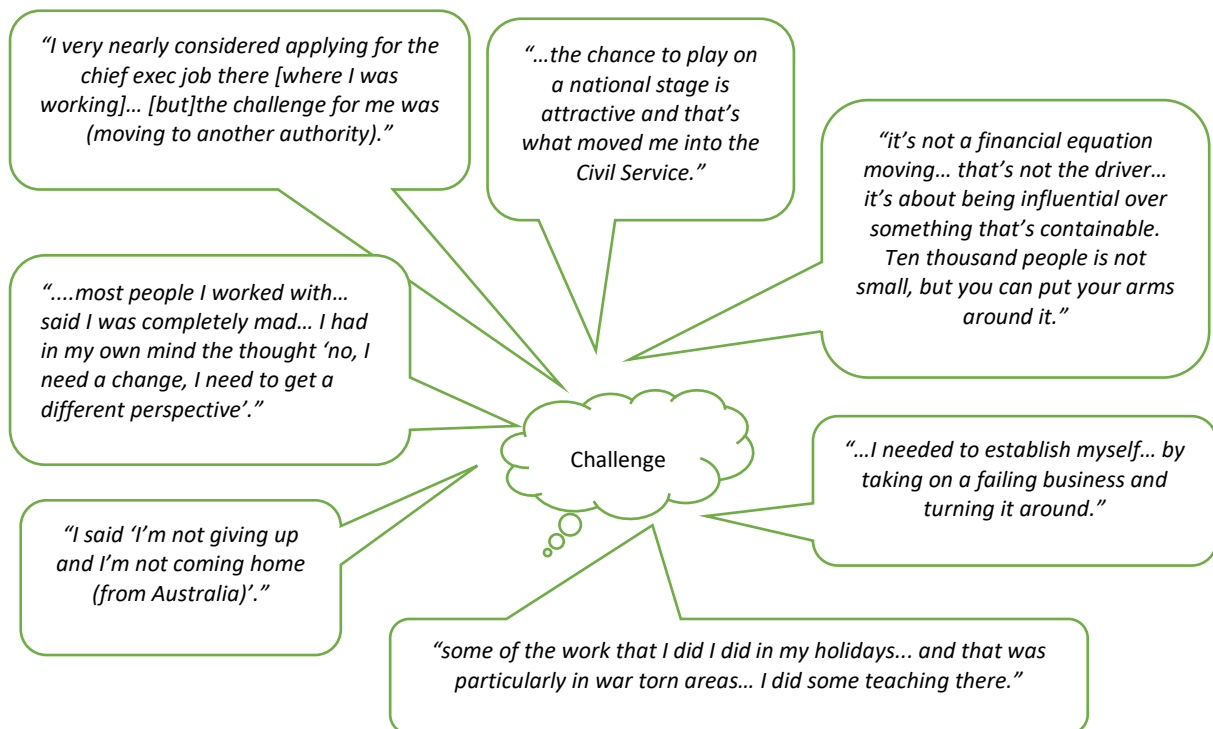 “I very nearly considered applying for the
chief exec job there [where I was
working]… [but]the challenge for me was
(moving to another authority).”
“…the chance to play on
a national stage is
attractive and that’s
what moved me into the
Civil Service.”
“it’s not a financial equation
moving… that’s not the driver…
it’s about being influential over
something that’s containable.
Ten thousand people is not
small, but you can put your arms
around it.”
“....most people I worked with…
said I was completely mad… I had
in my own mind the thought ‘no, I
need a change, I need to get a
different perspective’.”
Challenge
“…I needed to establish myself… by
taking on a failing business and
turning it around.”
“I said ‘I’m not giving up
and I’m not coming home
(from Australia)’.”
“some of the work that I did I did in my holidays... and that was
particularly in war torn areas… I did some teaching there.”